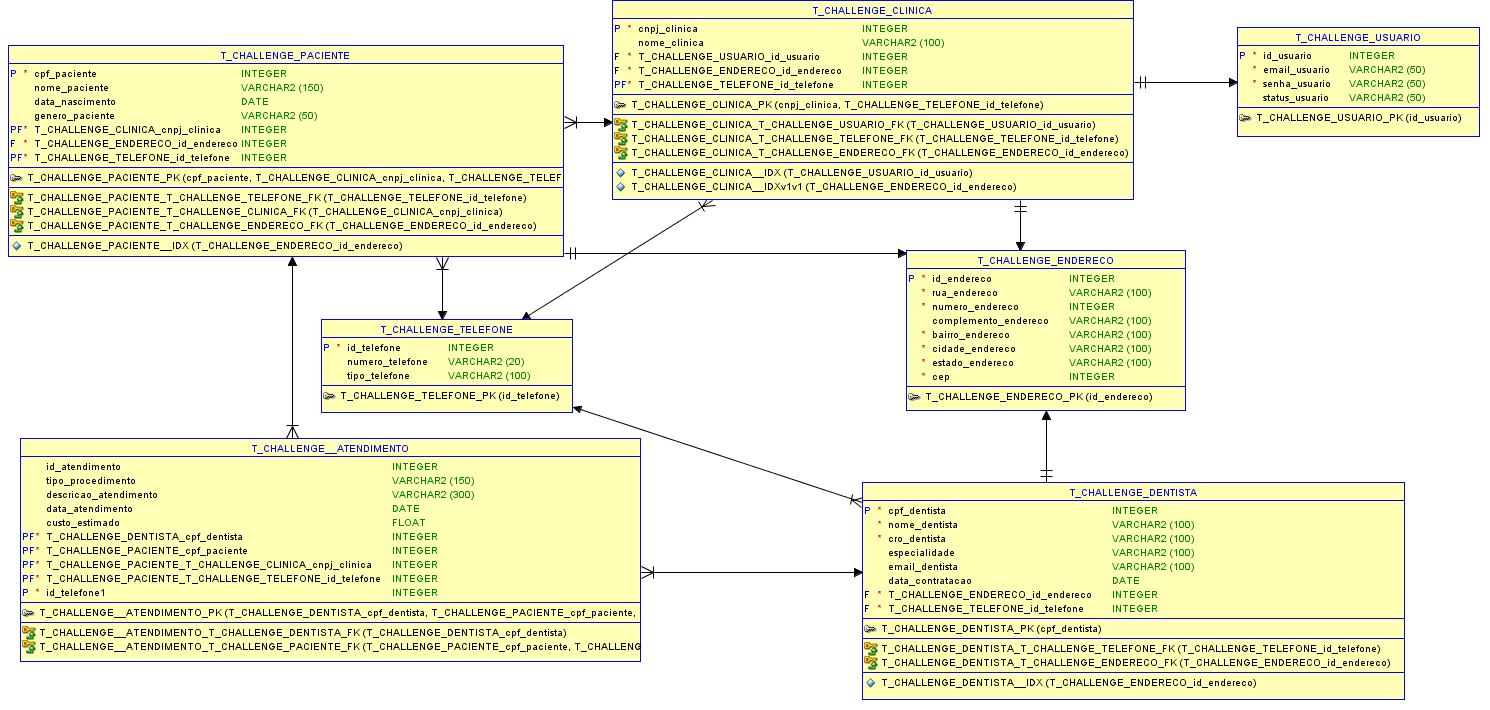 T_CHALLENGE_CLINICA
P * cnpj_clinica INTEGER
nome_clinica VARCHAR2 (100)
F * T_CHALLENGE_USUARIO_id_usuario INTEGER
F * T_CHALLENGE_ENDERECO_id_endereco INTEGER
PF* T_CHALLENGE_TELEFONE_id_telefone INTEGER
T_CHALLENGE_CLINICA_PK (cnpj_clinica, T_CHALLENGE_TELEFONE_id_telefone)
T_CHALLENGE_CLINICA_T_CHALLENGE_USUARIO_FK (T_CHALLENGE_USUARIO_id_usuario)
T_CHALLENGE_CLINICA_T_CHALLENGE_TELEFONE_FK (T_CHALLENGE_TELEFONE_id_telefone)
T_CHALLENGE_CLINICA_T_CHALLENGE_ENDERECO_FK (T_CHALLENGE_ENDERECO_id_endereco)
T_CHALLENGE_CLINICA__IDX (T_CHALLENGE_USUARIO_id_usuario)
T_CHALLENGE_CLINICA__IDXv1v1 (T_CHALLENGE_ENDERECO_id_endereco)
T_CHALLENGE_USUARIO
P * id_usuario INTEGER
* email_usuario VARCHAR2 (50)
* senha_usuario VARCHAR2 (50)
status_usuario VARCHAR2 (50)
T_CHALLENGE_USUARIO_PK (id_usuario)
T_CHALLENGE_PACIENTE
P * cpf_paciente INTEGER
nome_paciente VARCHAR2 (150)
data_nascimento DATE
genero_paciente VARCHAR2 (50)
PF* T_CHALLENGE_CLINICA_cnpj_clinica INTEGER
F * T_CHALLENGE_ENDERECO_id_endereco INTEGER
PF* T_CHALLENGE_TELEFONE_id_telefone INTEGER
T_CHALLENGE_PACIENTE_PK (cpf_paciente, T_CHALLENGE_CLINICA_cnpj_clinica, T_CHALLENGE_TELEF
T_CHALLENGE_PACIENTE_T_CHALLENGE_TELEFONE_FK (T_CHALLENGE_TELEFONE_id_telefone)
T_CHALLENGE_PACIENTE_T_CHALLENGE_CLINICA_FK (T_CHALLENGE_CLINICA_cnpj_clinica)
T_CHALLENGE_PACIENTE_T_CHALLENGE_ENDERECO_FK (T_CHALLENGE_ENDERECO_id_endereco)
T_CHALLENGE_PACIENTE__IDX (T_CHALLENGE_ENDERECO_id_endereco)
T_CHALLENGE_ENDERECO
P * id_endereco INTEGER
* rua_endereco VARCHAR2 (100)
* numero_endereco INTEGER
complemento_endereco VARCHAR2 (100)
* bairro_endereco VARCHAR2 (100)
* cidade_endereco VARCHAR2 (100)
* estado_endereco VARCHAR2 (100)
* cep INTEGER
T_CHALLENGE_ENDERECO_PK (id_endereco)
T_CHALLENGE_TELEFONE
P * id_telefone INTEGER
numero_telefone VARCHAR2 (20)
tipo_telefone VARCHAR2 (100)
T_CHALLENGE_TELEFONE_PK (id_telefone)
T_CHALLENGE__ATENDIMENTO
id_atendimento INTEGER
tipo_procedimento VARCHAR2 (150)
descricao_atendimento VARCHAR2 (300)
data_atendimento DATE
custo_estimado FLOAT
PF* T_CHALLENGE_DENTISTA_cpf_dentista INTEGER
PF* T_CHALLENGE_PACIENTE_cpf_paciente INTEGER
PF* T_CHALLENGE_PACIENTE_T_CHALLENGE_CLINICA_cnpj_clinica INTEGER
PF* T_CHALLENGE_PACIENTE_T_CHALLENGE_TELEFONE_id_telefone INTEGER
P * id_telefone1 INTEGER
T_CHALLENGE__ATENDIMENTO_PK (T_CHALLENGE_DENTISTA_cpf_dentista, T_CHALLENGE_PACIENTE_cpf_paciente,
T_CHALLENGE__ATENDIMENTO_T_CHALLENGE_DENTISTA_FK (T_CHALLENGE_DENTISTA_cpf_dentista)
T_CHALLENGE__ATENDIMENTO_T_CHALLENGE_PACIENTE_FK (T_CHALLENGE_PACIENTE_cpf_paciente, T_CHALLENG
T_CHALLENGE_DENTISTA
P * cpf_dentista INTEGER
* nome_dentista VARCHAR2 (100)
* cro_dentista VARCHAR2 (100)
especialidade VARCHAR2 (100)
email_dentista VARCHAR2 (100)
data_contratacao DATE
F * T_CHALLENGE_ENDERECO_id_endereco INTEGER
F * T_CHALLENGE_TELEFONE_id_telefone INTEGER
T_CHALLENGE_DENTISTA_PK (cpf_dentista)
T_CHALLENGE_DENTISTA_T_CHALLENGE_TELEFONE_FK (T_CHALLENGE_TELEFONE_id_telefone)
T_CHALLENGE_DENTISTA_T_CHALLENGE_ENDERECO_FK (T_CHALLENGE_ENDERECO_id_endereco)
T_CHALLENGE_DENTISTA__IDX (T_CHALLENGE_ENDERECO_id_endereco)